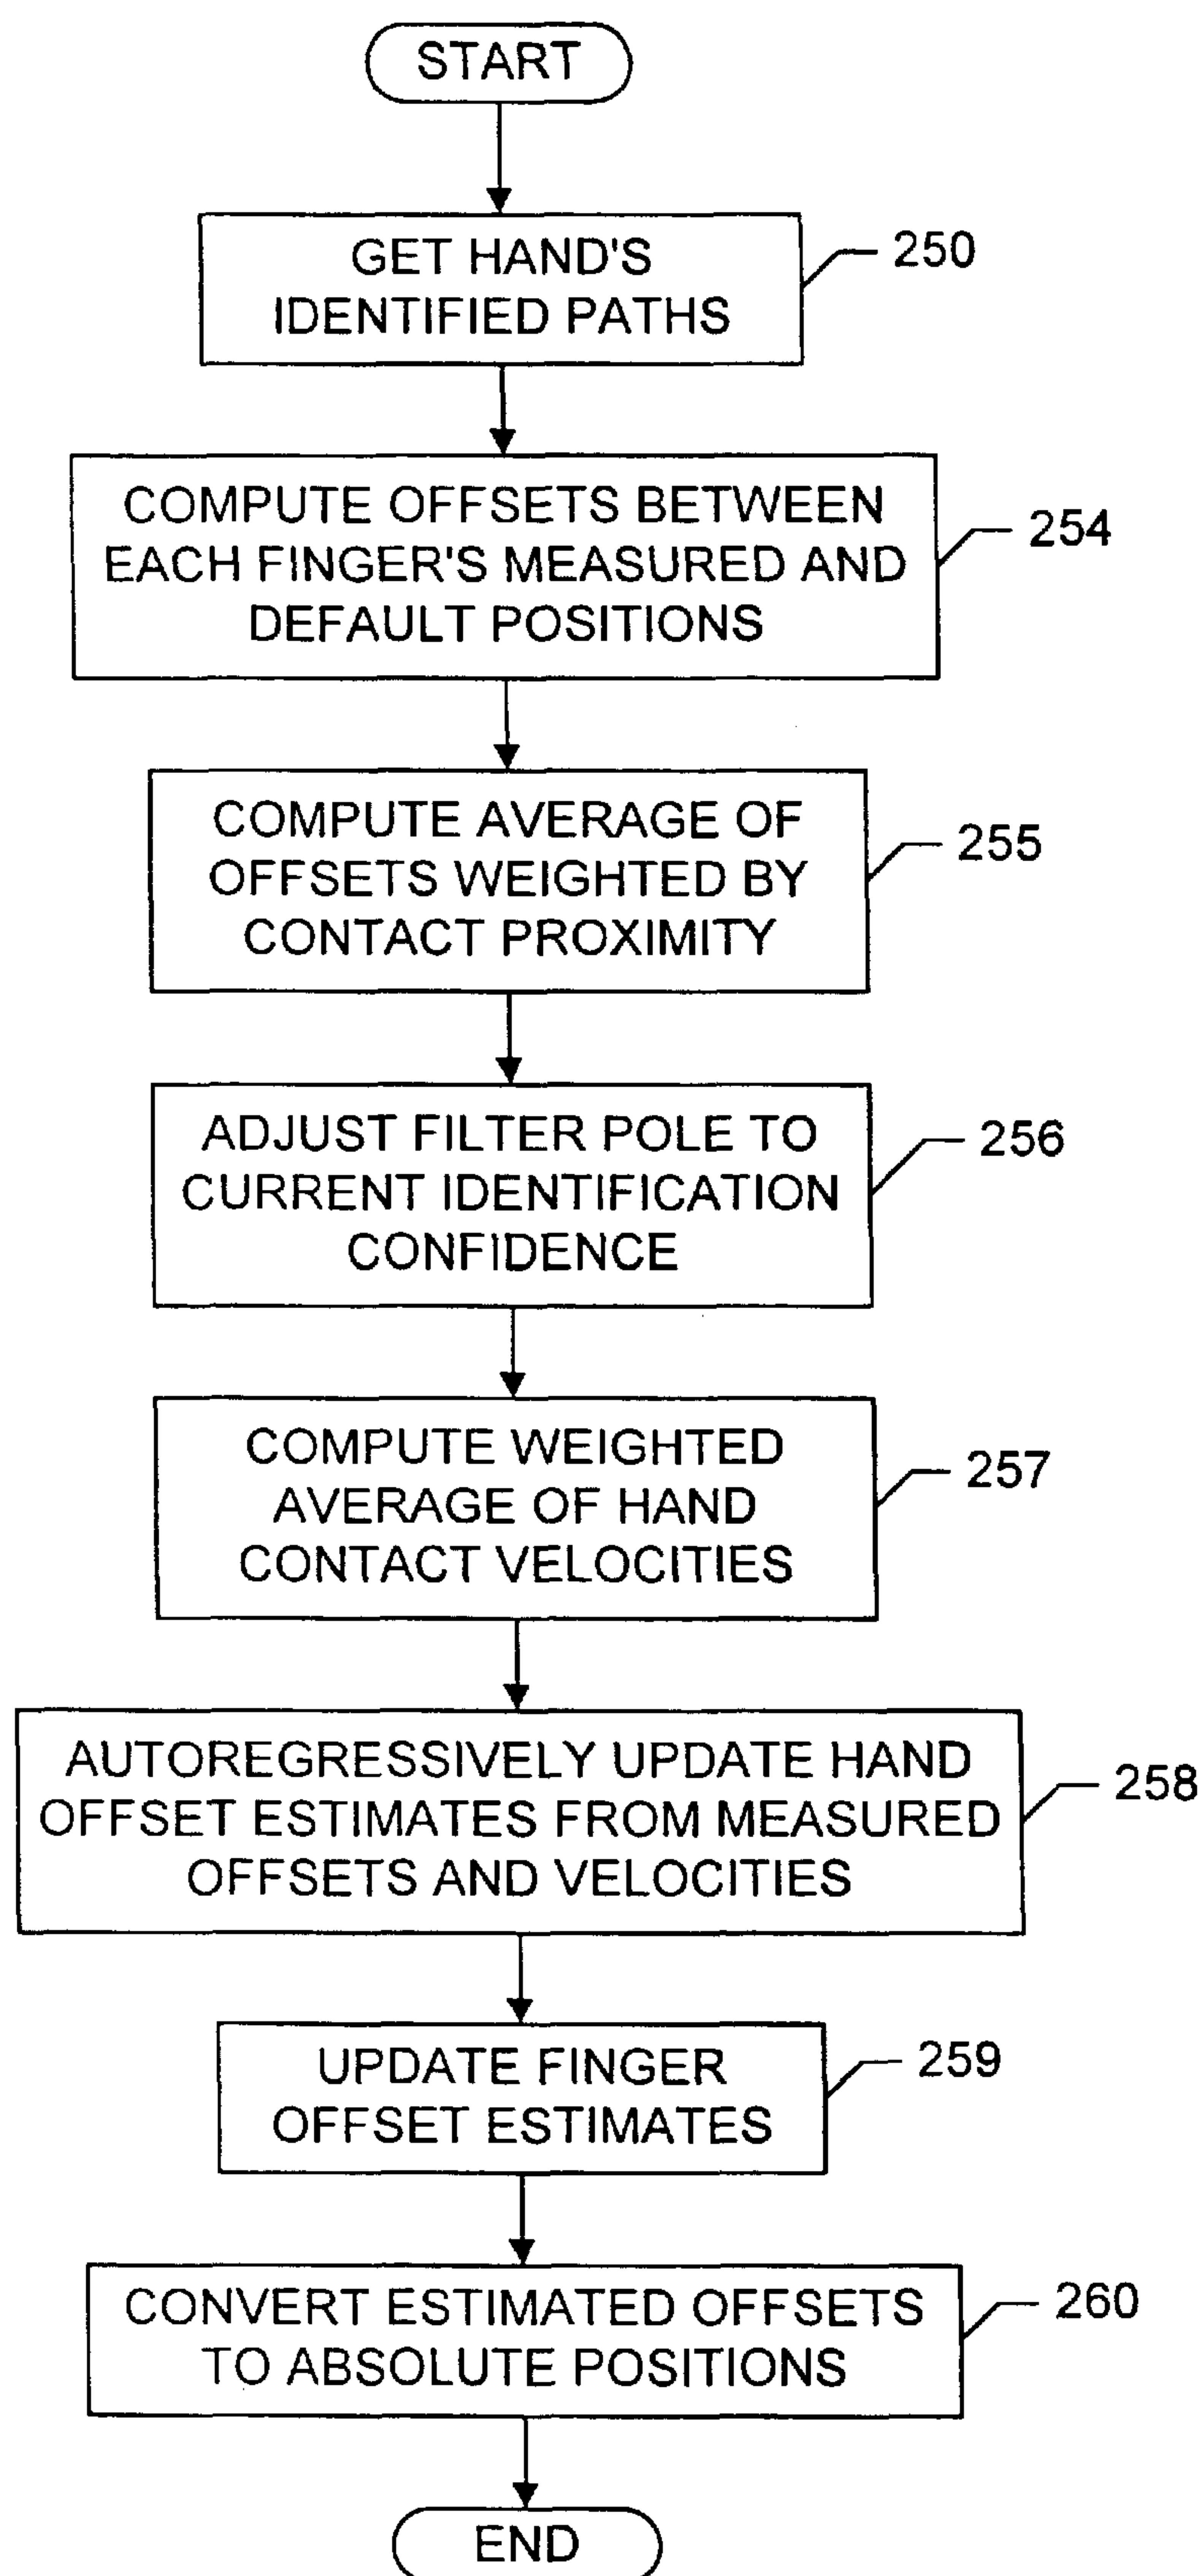 START
GET HAND'S
IDENTIFIED PATHS
250
COMPUTE OFFSETS BETWEEN
EACH FINGER'S MEASURED AND
DEFAULT POSITIONS
254
COMPUTE AVERAGE OF
OFFSETS WEIGHTED BY
CONTACT PROXIMITY
255
ADJUST FILTER POLE TO
CURRENT IDENTIFICATION
CONFIDENCE
256
COMPUTE WEIGHTED
AVERAGE OF HAND
CONTACT VELOCITIES
257
AUTOREGRESSIVELY UPDATE HAND
OFFSET ESTIMATES FROM MEASURED
OFFSETS AND VELOCITIES
258
UPDATE FINGER
OFFSET ESTIMATES
259
CONVERT ESTIMATED OFFSETS
TO ABSOLUTE POSITIONS
260
END